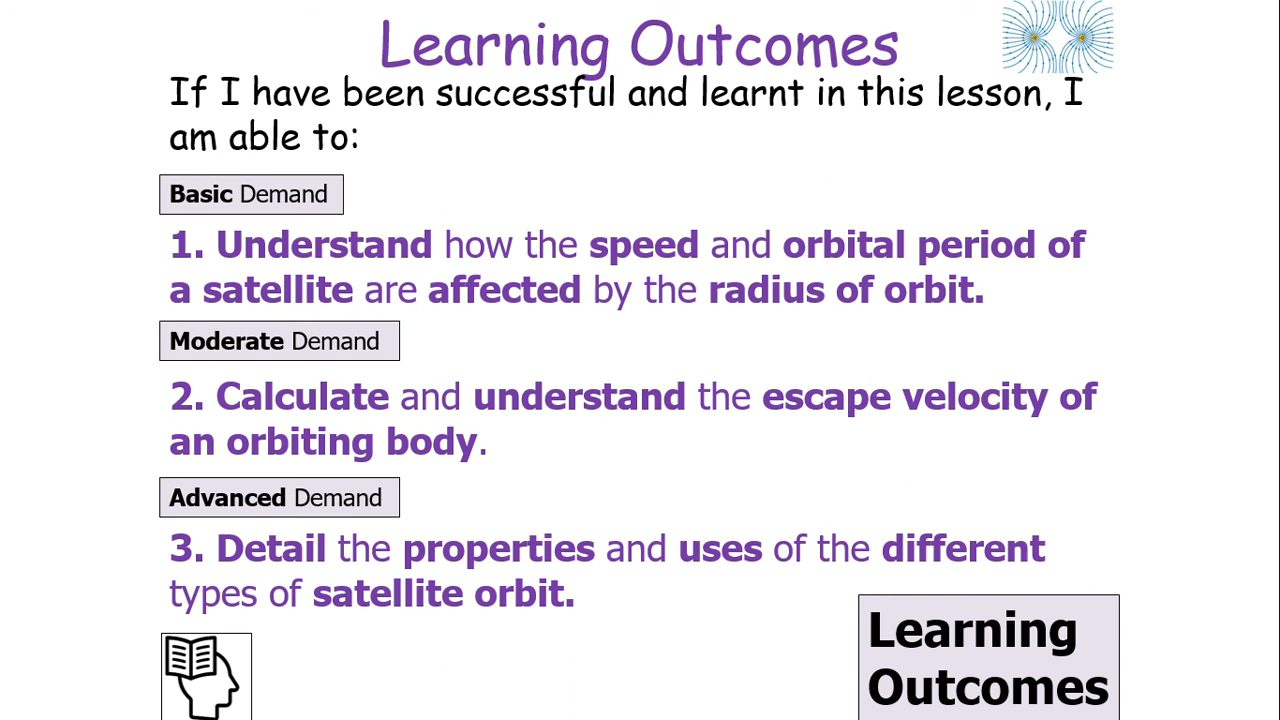 Learning Outcomes
If I have been successful and learnt in this lesson, I
am able to:
Basic Demand
1. Understand how the speed and orbital period of
a satellite are affected by the radius of orbit.
Moderate Demand
2. Calculate and understand the escape velocity of
an orbiting body.
Advanced Demand
3. Detail the properties and uses of the different
types of satellite orbit.
Learning
Outcomes